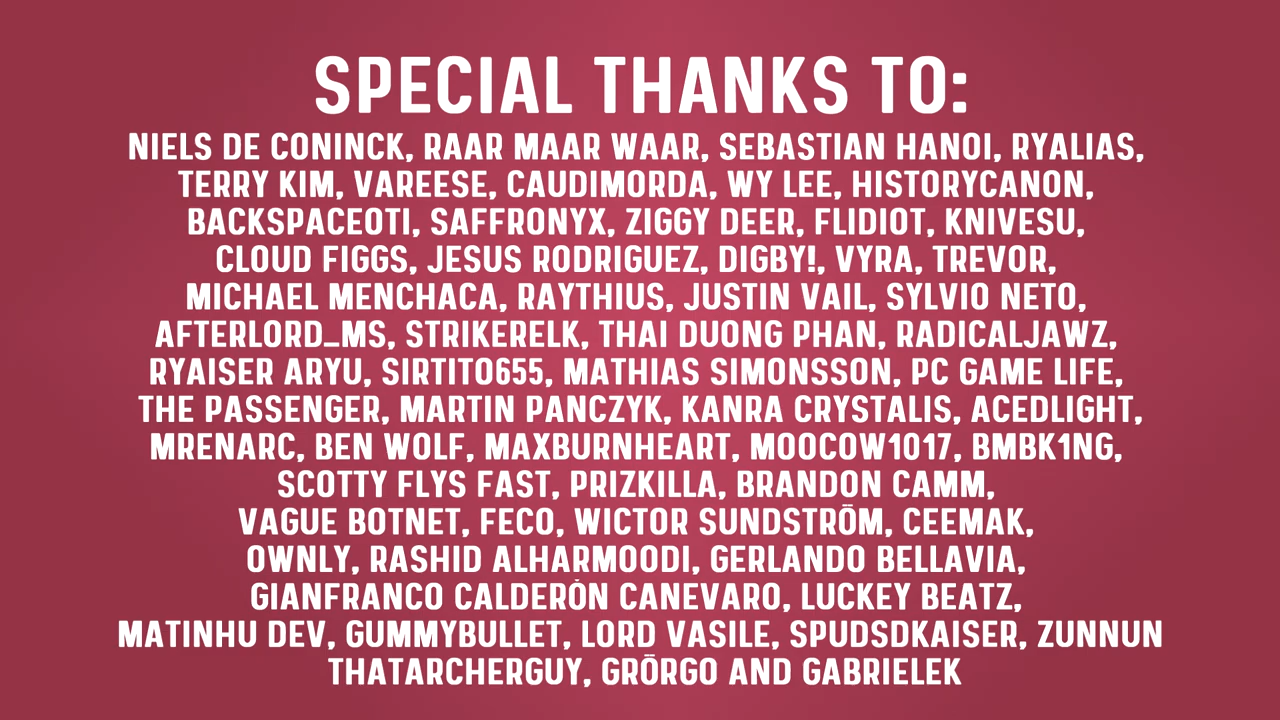 SPECIAL THANKS TO:
NIELS DE CONINCK, RAAR MAAR WAAR, SEBASTIAN HANOI, RYALIAS,
TERRY KIM, VAREESE, CAUDIMORDA, WY LEE, HISTORYCANON,
BACKSPACEOTI, SAFFRONYX, ZIGGY DEER, FLIDIOT, KNIVESU,
CLOUD FIGGS, JESUS RODRIGUEZ, DIGBY!, VYRA, TREVOR,
MICHAEL MENCHACA, RAYTHIUS, JUSTIN VAIL, SYLVIO NETO,
AFTERLORD_MS, STRIKERELK, THAI DUONG PHAN, RADICALJAWZ,
RYAISER ARYU, SIRTITO655, MATHIAS SIMONSSON, PC GAME LIFE,
THE PASSENGER, MARTIN PANCZYK, KANRA CRYSTALIS, ACEDLIGHT,
MRENARC, BEN WOLF, MAXBURNHEART, MOOCOW1017, BMBK1NG,
SCOTTY FLYS FAST, PRIZKILLA, BRANDON CAMM,
VAGUE BOTNET, FECO, WICTOR SUNDSTRÖM, CEEMAK,
OWNLY, RASHID ALHARMOODI, GERLANDO BELLAVIA,
GIANFRANCO CALDERÓN CANEVARO, LUCKEY BEATZ,
MATINHU DEV, GUMMYBULLET, LORD VASILE, SPUDSDKAISER, ZUNNUN
THATARCHERGUY, GRÖRGO AND GABRIELEK